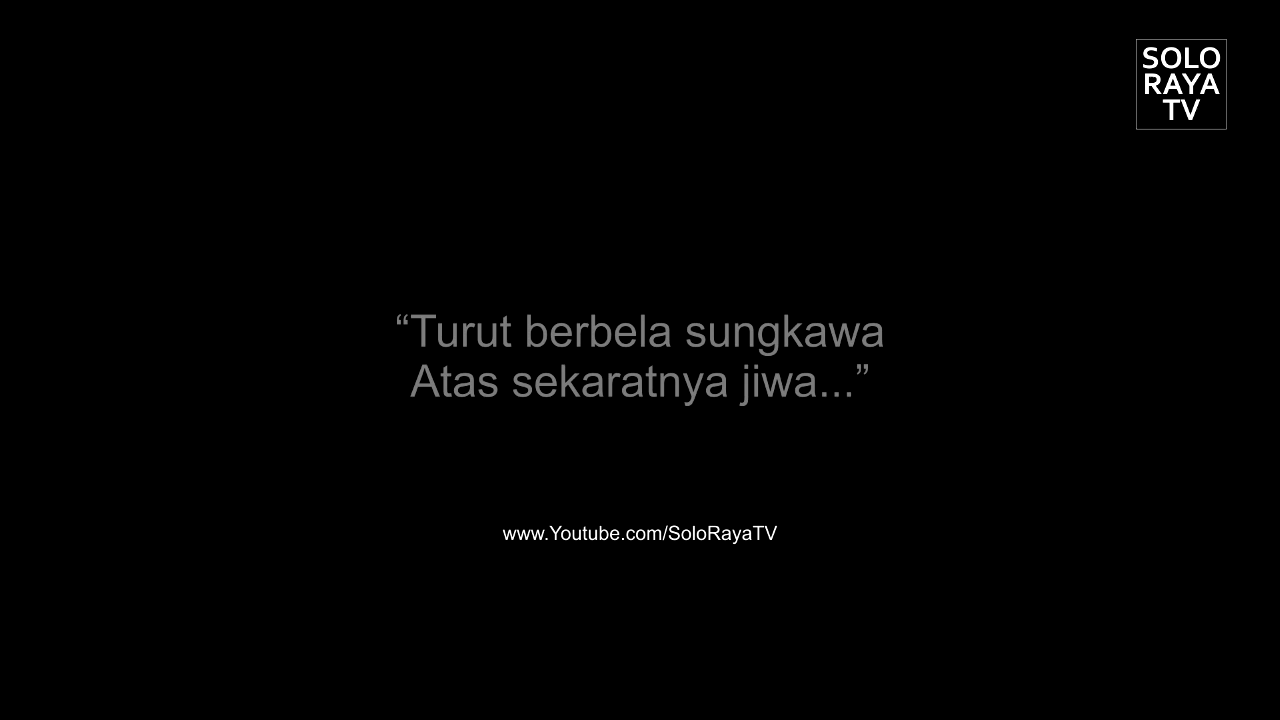 SOLO
RAYA
TV
“Turut berbela sungkawa
Atas sekaratnya jiwa...”
www.Youtube.com/SoloRayaTV